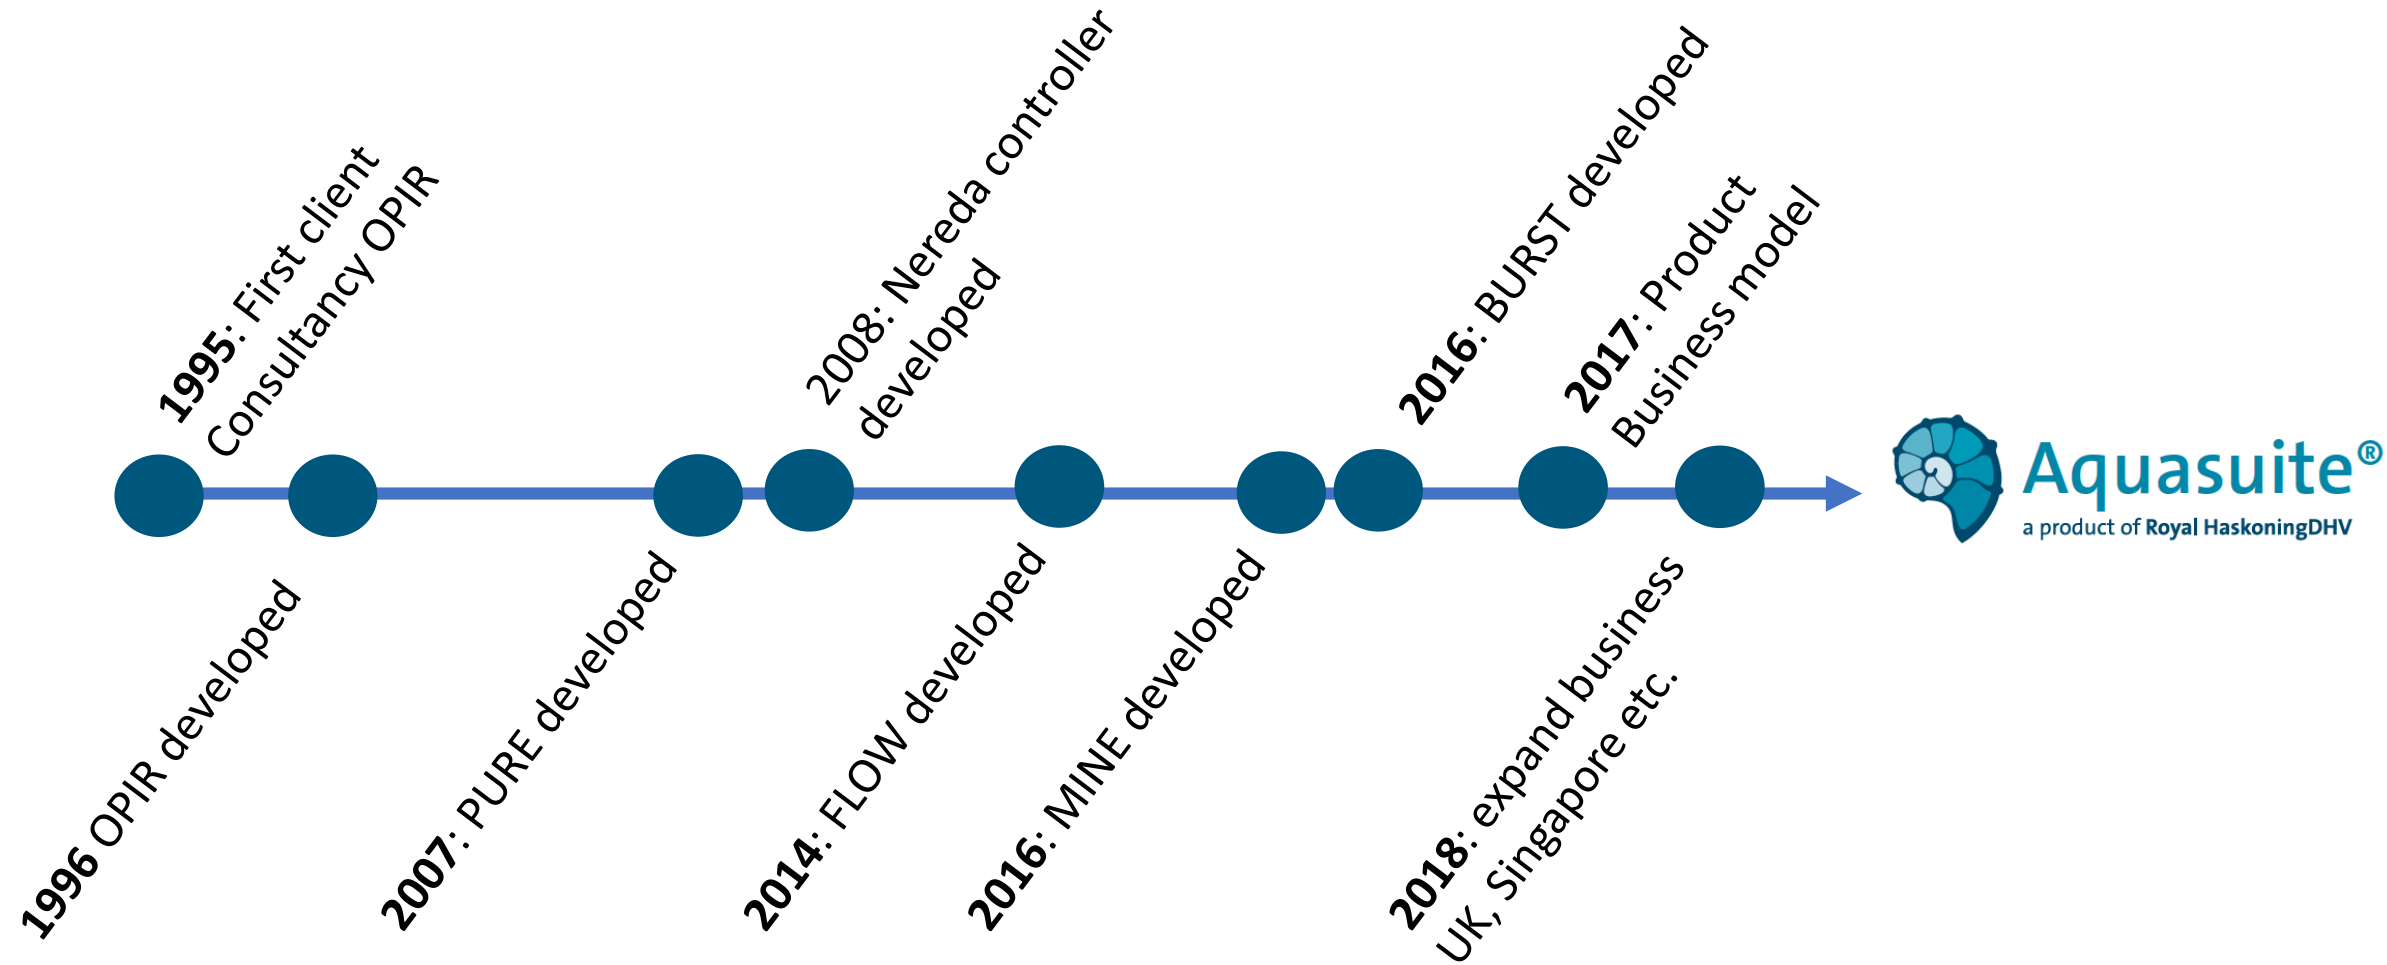 1995: First client
Consultancy OPIR
1996 OPIR developed
2007: PURE developed
2008: Nereda controller
developed
2014: FLOW developed
2016: MINE developed
2016: BURST developed
2017: Product
Business model
2018: expand business
UK, Singapore etc.
Aquasuite®
a product of Royal HaskoningDHV